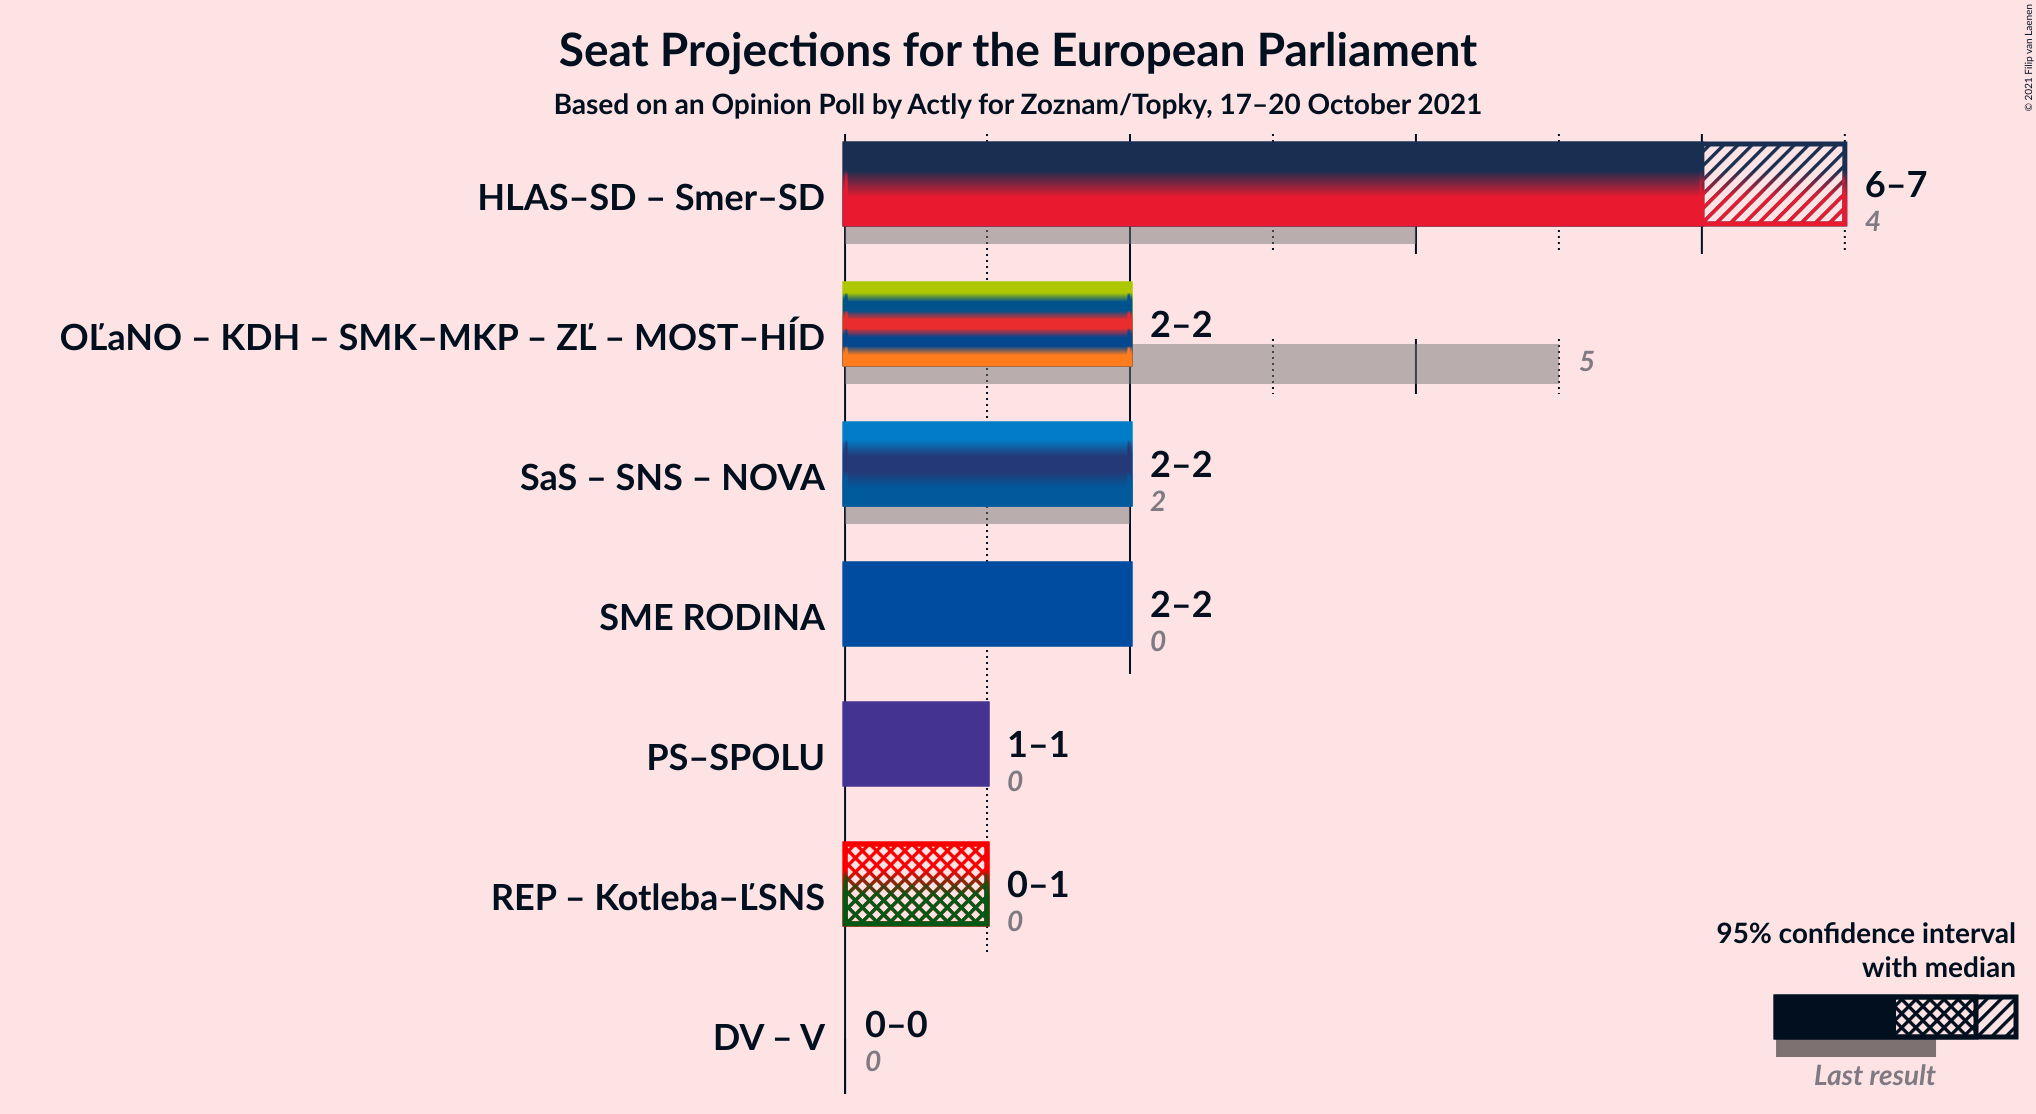 Seat Projections for the European Parliament
Based on an Opinion Poll by Actly for Zoznam/Topky, 17–20 October 2021
© 2021 Filip van Laenen
HLAS–SD – Smer–SD
6–7
4
OĽaNO – KDH – SMK–MKP – ZĽ – MOST–HÍD
2–2
5
SaS – SNS – NOVA
2–2
2
SME RODINA
2–2
0
PS–SPOLU
1–1
0
REP – Kotleba–ĽSNS
0–1
0
DV – V
0–0
0
95% confidence interval
with median
Last result